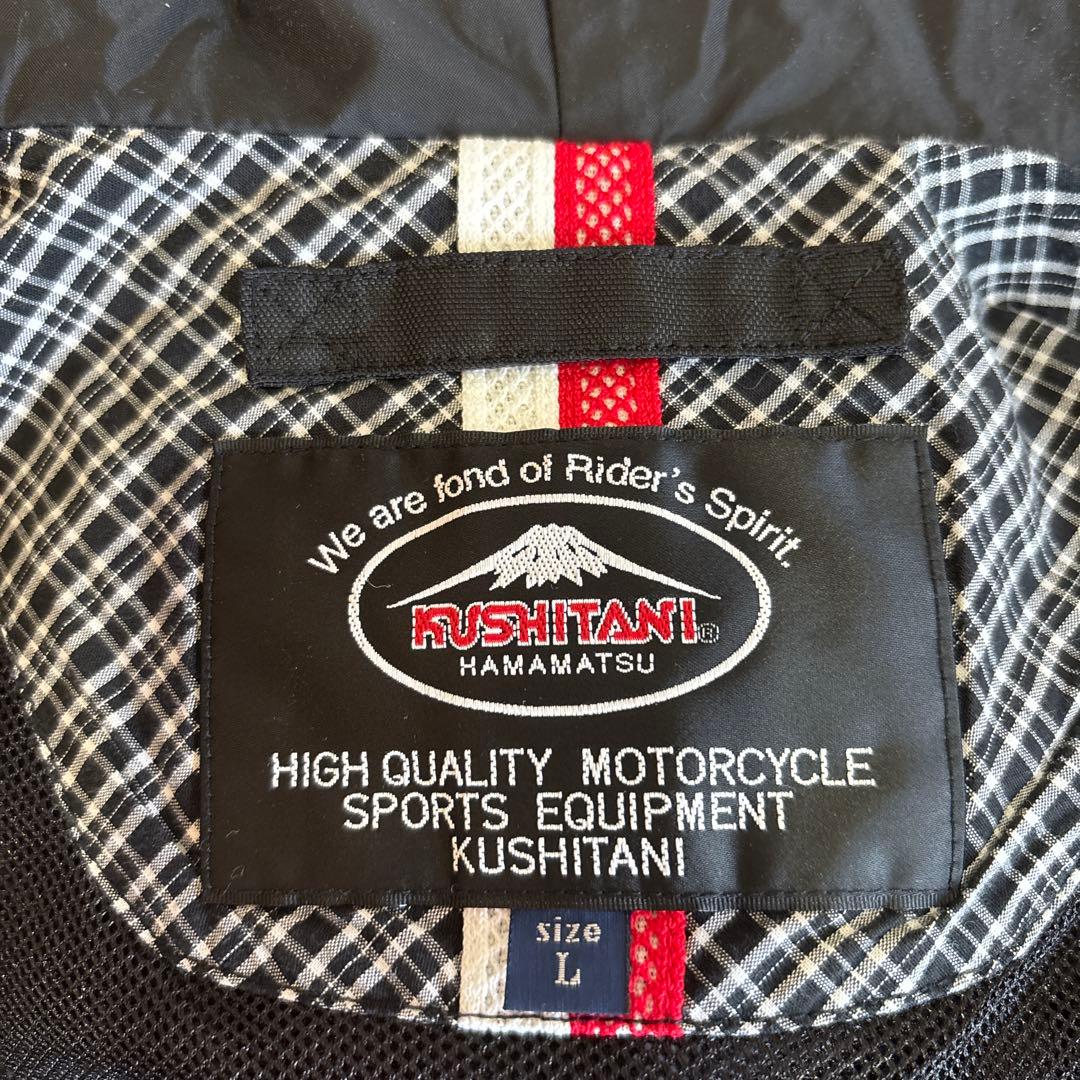 We are fond of Rider's Spirit.
KUSHITANI®
HAMAMATSU
HIGH QUALITY MOTORCYCLE
SPORTS EQUIPMENT
KUSHITANI
size
L